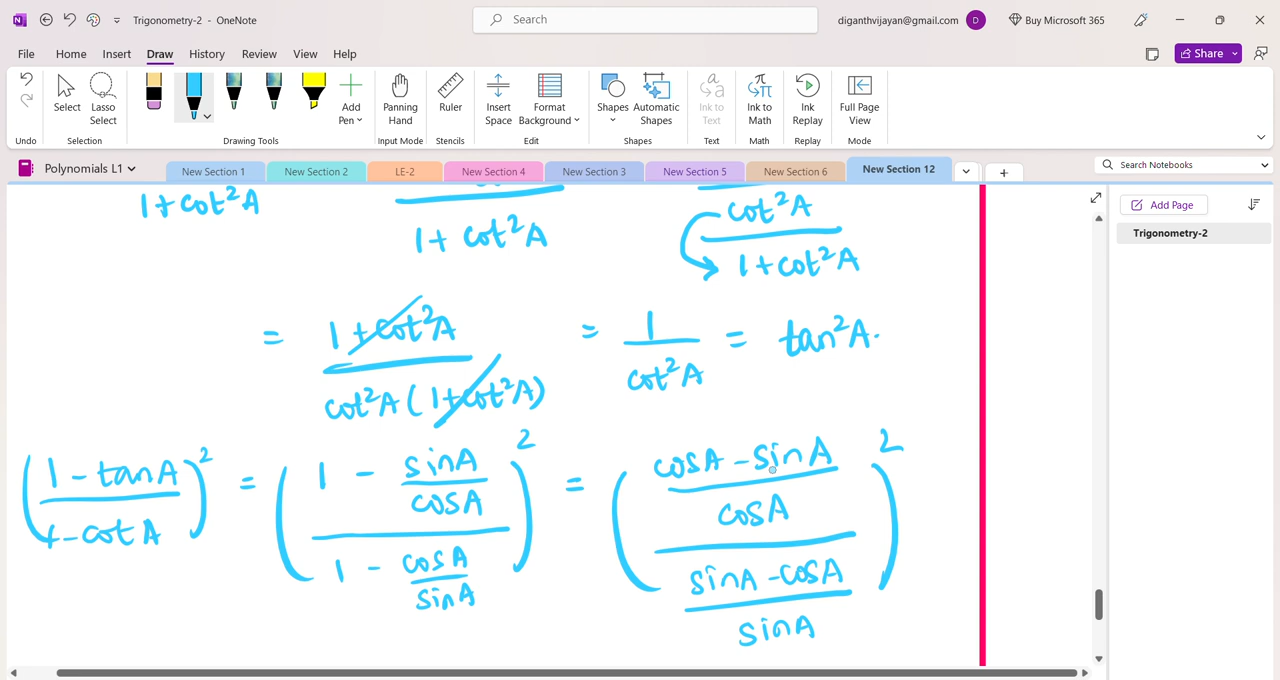 Trigonometry-2 - OneNote
Search
diganthvijayan@gmail.com D Buy Microsoft 365
File Home Insert Draw History Review View Help Share
Undo Select Lasso Select Add Pen Panning Hand Ruler Insert Space Format Background Shapes Automatic Shapes Ink to Text Ink to Math Ink Replay Full Page View
Undo Selection Drawing Tools Input Mode Stencils Edit Shapes Text Math Replay Mode
Polynomials L1 New Section 1 New Section 2 LE-2 New Section 4 New Section 3 New Section 5 New Section 6 New Section 12 + Search Notebooks
Add Page
Trigonometry-2
1 + cot²A
1 + cot²A
cot²A
1 + cot²A
= 1 + cot²A / cot²A (1 + cot²A) = 1 / cot²A = tan²A.
(1 - tanA / 1 - cotA)² = (1 - sinA/cosA / 1 - cosA/sinA)² = (cosA - sinA / cosA / sinA - cosA / sinA)²